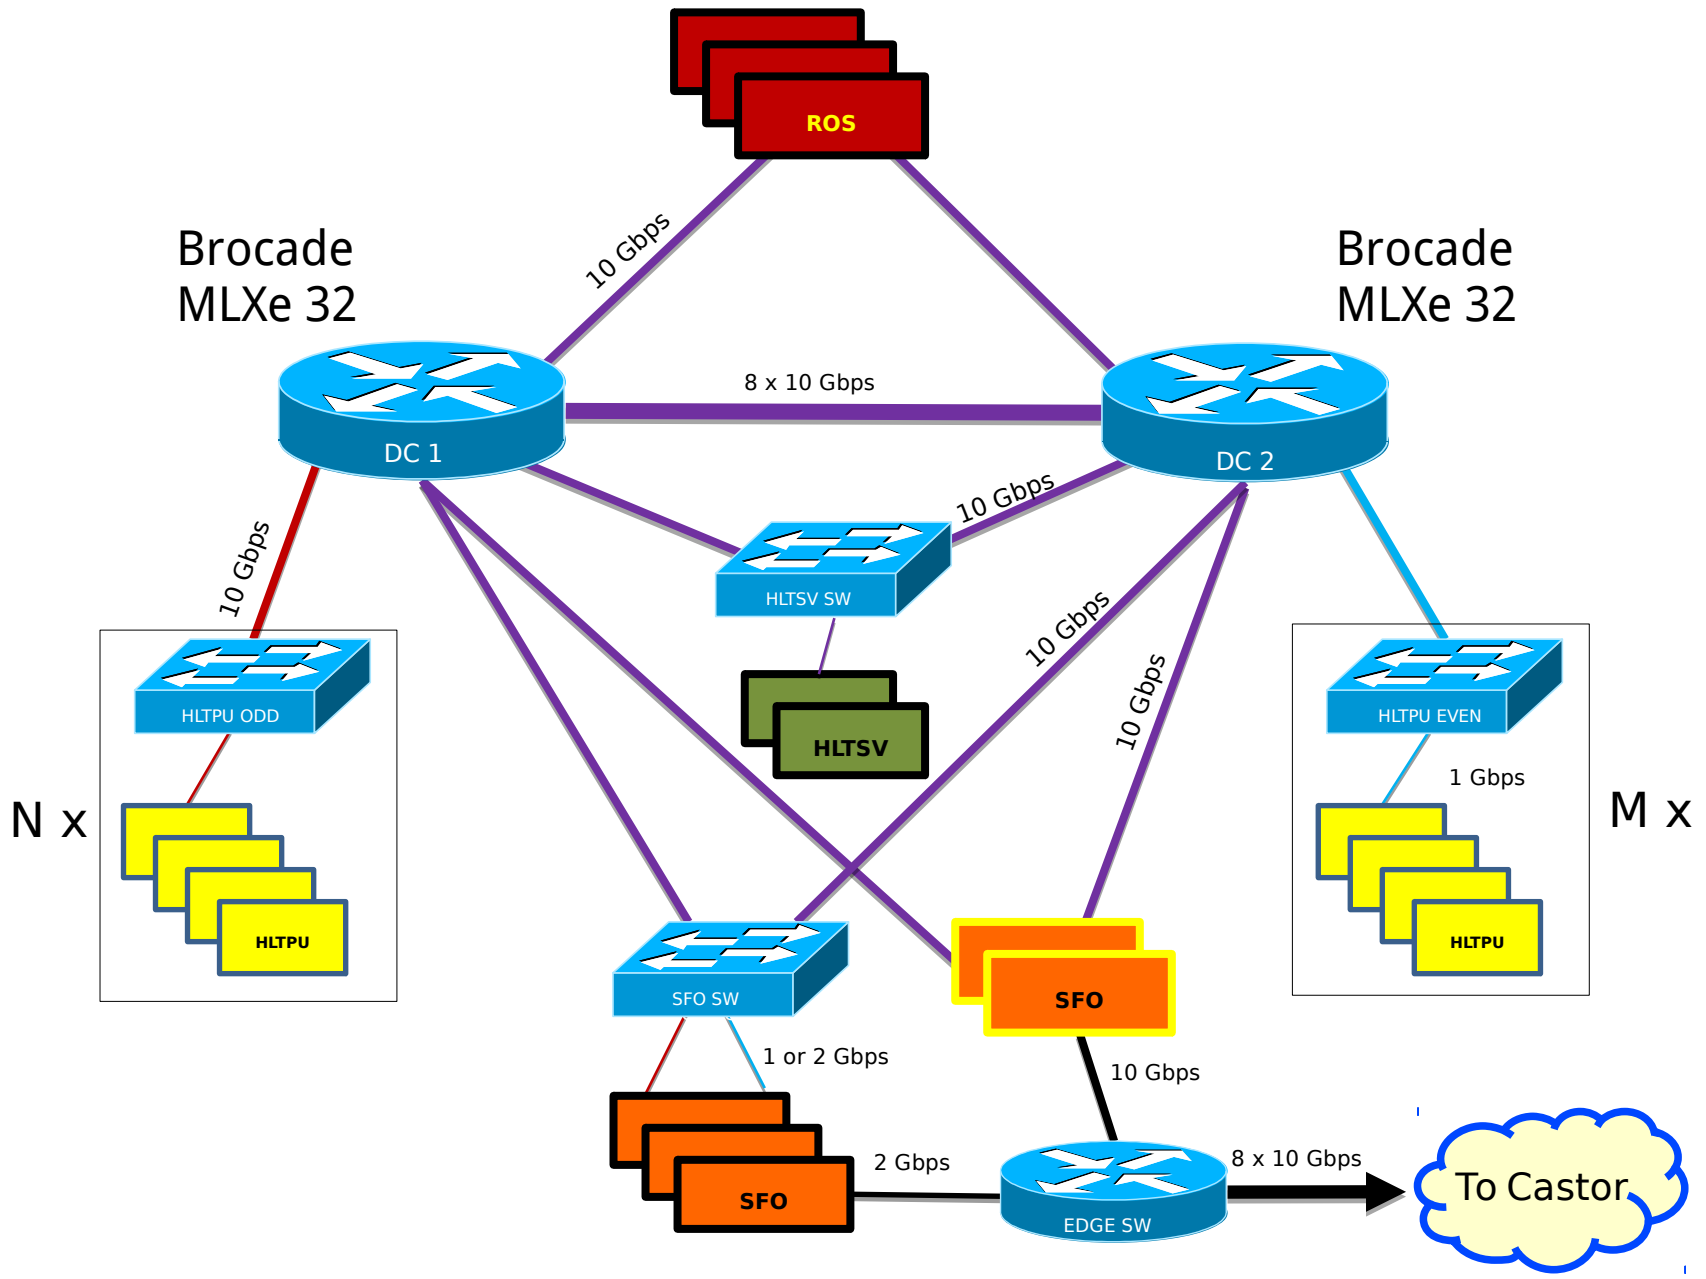 ROS
10 Gbps
Brocade
MLXe 32
Brocade
MLXe 32
8 x 10 Gbps
DC 1
DC 2
10 Gbps
10 Gbps
HLTSV SW
10 Gbps
10 Gbps
HLTPU ODD
HLTPU EVEN
HLTSV
1 Gbps
N x
M x
HLTPU
HLTPU
SFO SW
SFO
1 or 2 Gbps
10 Gbps
2 Gbps
8 x 10 Gbps
To Castor
SFO
EDGE SW